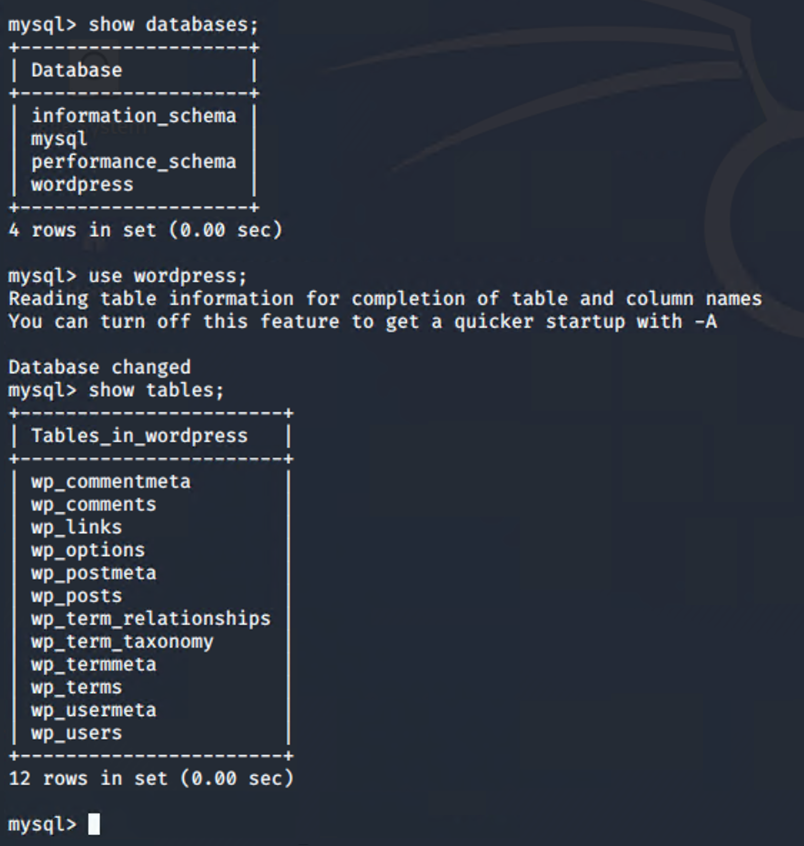 mysql> show databases;
+--------------------+
| Database           |
+--------------------+
| information_schema |
| mysql              |
| performance_schema |
| wordpress          |
+--------------------+
4 rows in set (0.00 sec)
mysql> use wordpress;
Reading table information for completion of table and column names
You can turn off this feature to get a quicker startup with -A
Database changed
mysql> show tables;
+-----------------------+
| Tables_in_wordpress   |
+-----------------------+
| wp_commentmeta        |
| wp_comments           |
| wp_links              |
| wp_options            |
| wp_postmeta           |
| wp_posts              |
| wp_term_relationships |
| wp_term_taxonomy      |
| wp_termmeta           |
| wp_terms              |
| wp_usermeta           |
| wp_users              |
+-----------------------+
12 rows in set (0.00 sec)
mysql>